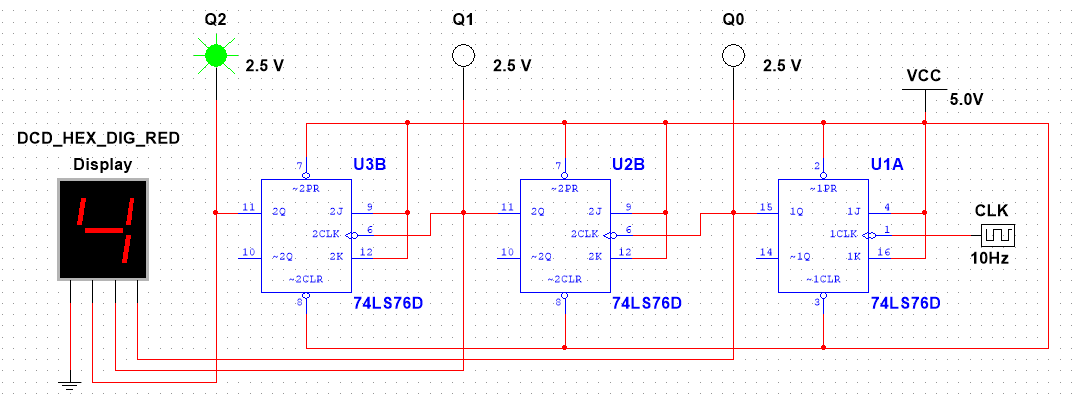 Q2 Q1 Q0
2.5 V 2.5 V 2.5 V
VCC
5.0V
DCD_HEX_DIG_RED
Display
4
U3B U2B U1A
7 7 2
~2PR ~2PR ~1PR
11 2Q 2J 9 11 2Q 2J 9 15 1Q 1J 4
2CLK 6 2CLK 6 1CLK 1
10 ~2Q 2K 12 10 ~2Q 2K 12 14 ~1Q 1K 16
~2CLR ~2CLR ~1CLR
8 8 3
74LS76D 74LS76D 74LS76D
CLK
10Hz